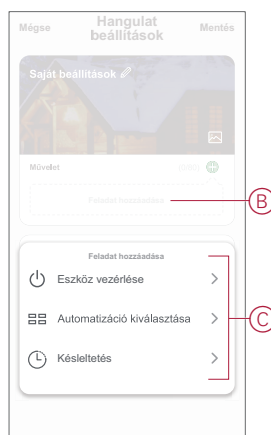 Mégse
Hangulat
beállítások
Mentés
Saját beállítások
Művelet
Feladat hozzáadása
B
Feladat hozzáadása
Eszköz vezérlése
Automatizáció kiválasztása
C
Késleltetés